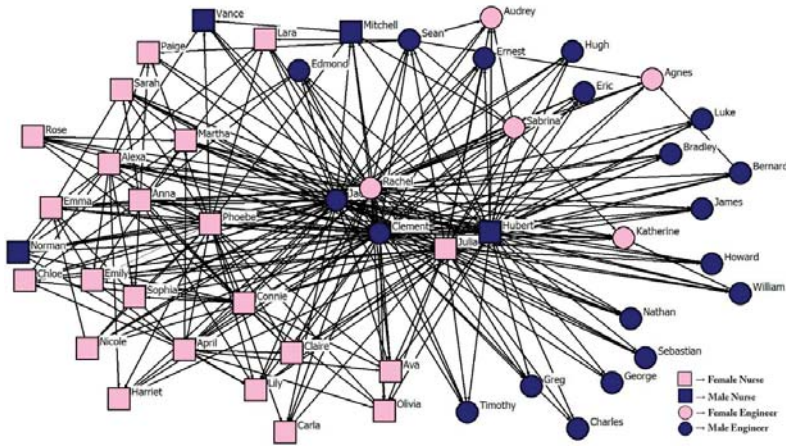 Vance
Mitchell
Audrey
Paige
Lara
Sean
Ernest
Hugh
Edmond
Agnes
Sarah
Eric
Rose
Martha
Sabrina
Luke
Alexa
Bradley
Bernard
Emma
Anna
Rachel
Phoebe
Clement
Hubert
James
Norman
Julia
Katherine
Chloe
Emily
Sophia
Connie
Howard
William
Nathan
Nicole
April
Claire
Sebastian
Harriet
Lily
Ava
Greg
George
Carla
Olivia
Timothy
Charles
→ Female Nurse
→ Male Nurse
→ Female Engineer
→ Male Engineer